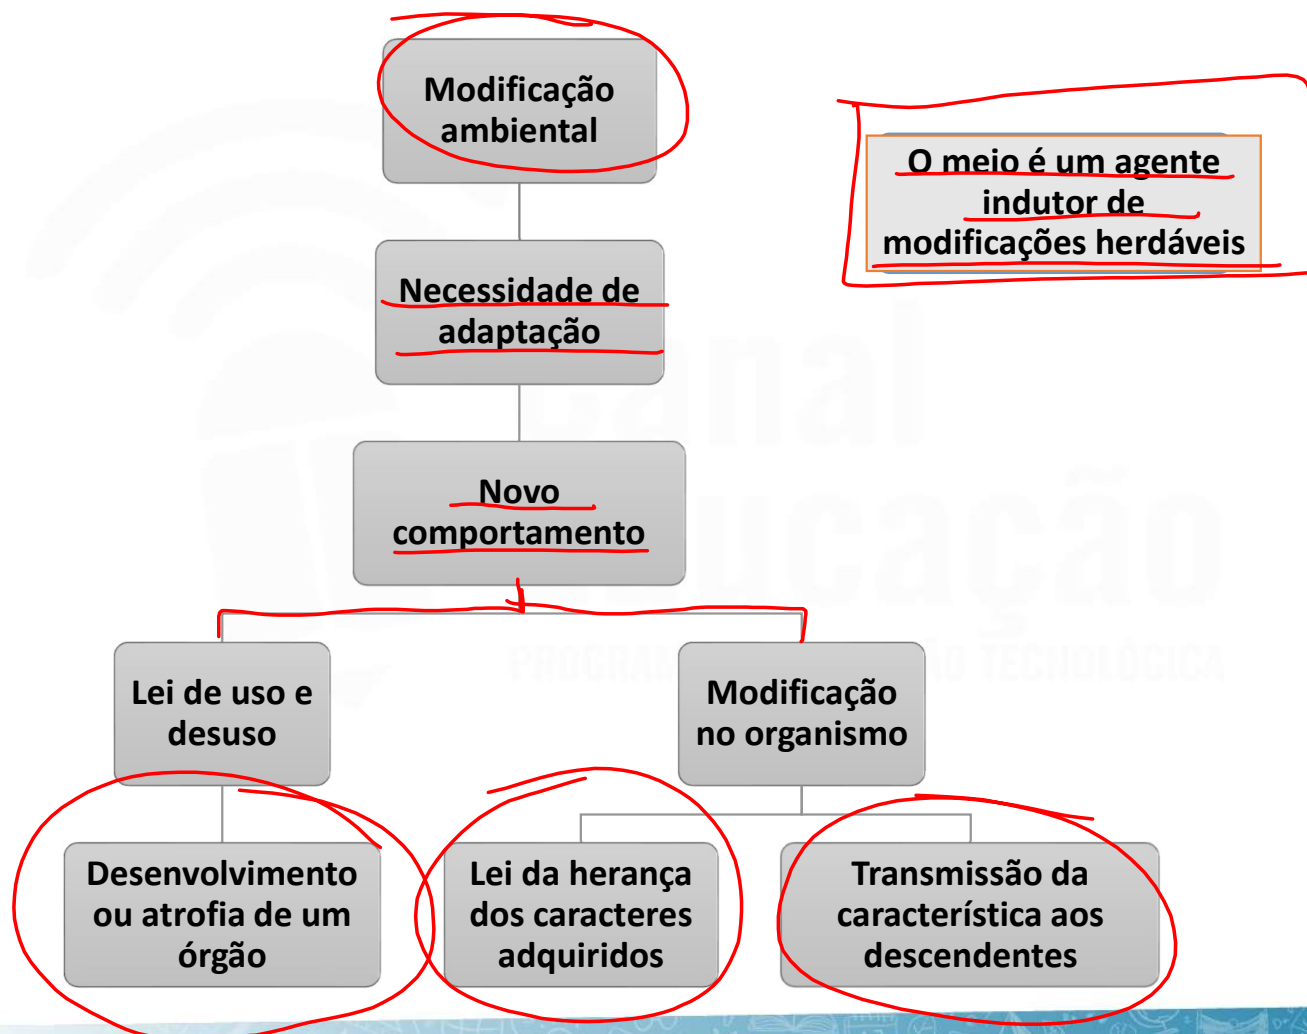 Modificação
ambiental
O meio é um agente
indutor de
modificações herdáveis
Necessidade de
adaptação
Novo
comportamento
Lei de uso e
desuso
Modificação
no organismo
Desenvolvimento
ou atrofia de um
órgão
Lei da herança
dos caracteres
adquiridos
Transmissão da
característica aos
descendentes